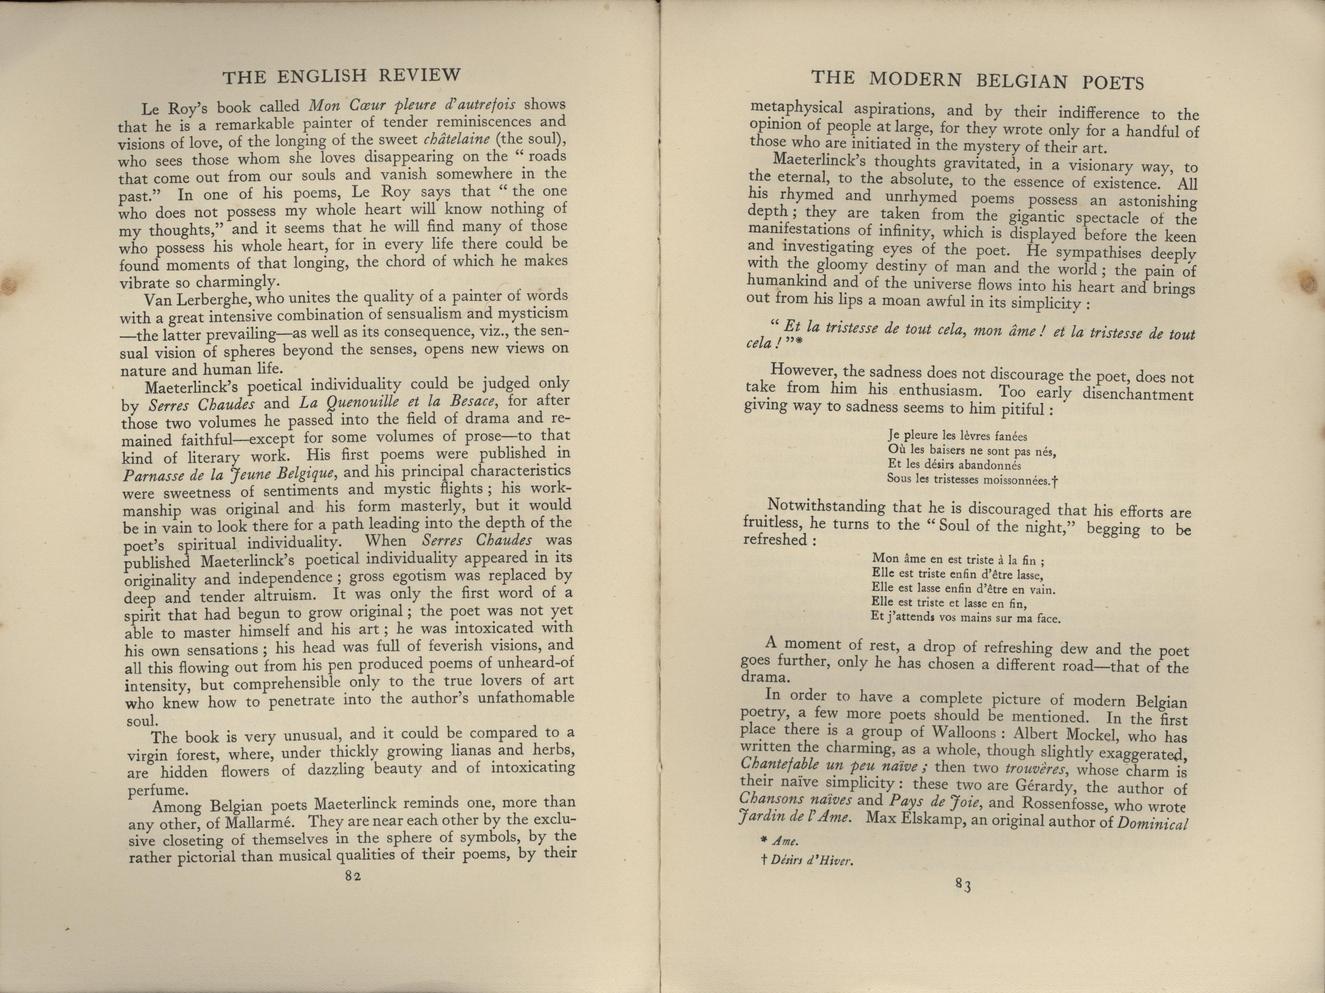 THE ENGLISH REVIEW
Le Roy's book called Mon Cœur pleure d'autrefois shows
that he is a remarkable painter of tender reminiscences and
visions of love, of the longing of the sweet châtelaine (the soul),
who sees those whom she loves disappearing on the “ roads
that come out from our souls and vanish somewhere in the
past.” In one of his poems, Le Roy says that “ the one
who does not possess my whole heart will know nothing of
my thoughts,” and it seems that he will find many of those
who possess his whole heart, for in every life there could be
found moments of that longing, the chord of which he makes
vibrate so charmingly.
Van Lerberghe, who unites the quality of a painter of words
with a great intensive combination of sensualism and mysticism
—the latter prevailing—as well as its consequence, viz., the sen-
sual vision of spheres beyond the senses, opens new views on
nature and human life.
Maeterlinck's poetical individuality could be judged only
by Serres Chaudes and La Quenouille et la Besace, for after
those two volumes he passed into the field of drama and re-
mained faithful—except for some volumes of prose—to that
kind of literary work. His first poems were published in
Parnasse de la Jeune Belgique, and his principal characteristics
were sweetness of sentiments and mystic flights ; his work-
manship was original and his form masterly, but it would
be in vain to look there for a path leading into the depth of the
poet's spiritual individuality. When Serres Chaudes was
published Maeterlinck's poetical individuality appeared in its
originality and independence ; gross egotism was replaced by
deep and tender altruism. It was only the first word of a
spirit that had begun to grow original ; the poet was not yet
able to master himself and his art ; he was intoxicated with
his own sensations ; his head was full of feverish visions, and
all this flowing out from his pen produced poems of unheard-of
intensity, but comprehensible only to the true lovers of art
who knew how to penetrate into the author's unfathomable
soul.
The book is very unusual, and it could be compared to a
virgin forest, where, under thickly growing lianas and herbs,
are hidden flowers of dazzling beauty and of intoxicating
perfume.
Among Belgian poets Maeterlinck reminds one, more than
any other, of Mallarmé. They are near each other by the exclu-
sive closeting of themselves in the sphere of symbols, by the
rather pictorial than musical qualities of their poems, by their
82
THE MODERN BELGIAN POETS
metaphysical aspirations, and by their indifference to the
opinion of people at large, for they wrote only for a handful of
those who are initiated in the mystery of their art.
Maeterlinck's thoughts gravitated, in a visionary way, to
the eternal, to the absolute, to the essence of existence. All
his rhymed and unrhymed poems possess an astonishing
depth ; they are taken from the gigantic spectacle of the
manifestations of infinity, which is displayed before the keen
and investigating eyes of the poet. He sympathises deeply
with the gloomy destiny of man and the world ; the pain of
humankind and of the universe flows into his heart and brings
out from his lips a moan awful in its simplicity :
“ Et la tristesse de tout cela, mon âme ! et la tristesse de tout
cela ! ”*
However, the sadness does not discourage the poet, does not
take from him his enthusiasm. Too early disenchantment
giving way to sadness seems to him pitiful :
Je pleure les lèvres fanées
Où les baisers ne sont pas nés,
Et les désirs abandonnés
Sous les tristesses moissonnées.†
Notwithstanding that he is discouraged that his efforts are
fruitless, he turns to the “ Soul of the night,” begging to be
refreshed :
Mon âme en est triste à la fin ;
Elle est triste enfin d'être lasse,
Elle est lasse enfin d'être en vain.
Elle est triste et lasse en fin,
Et j'attends vos mains sur ma face.
A moment of rest, a drop of refreshing dew and the poet
goes further, only he has chosen a different road—that of the
drama.
In order to have a complete picture of modern Belgian
poetry, a few more poets should be mentioned. In the first
place there is a group of Walloons : Albert Mockel, who has
written the charming, as a whole, though slightly exaggerated,
Chantefable un peu naïve ; then two trouvères, whose charm is
their naïve simplicity : these two are Gérardy, the author of
Chansons naïves and Pays de Joie, and Rossenfosse, who wrote
Jardin de l'Ame. Max Elskamp, an original author of Dominical
* Ame.
† Désirs d'Hiver.
83